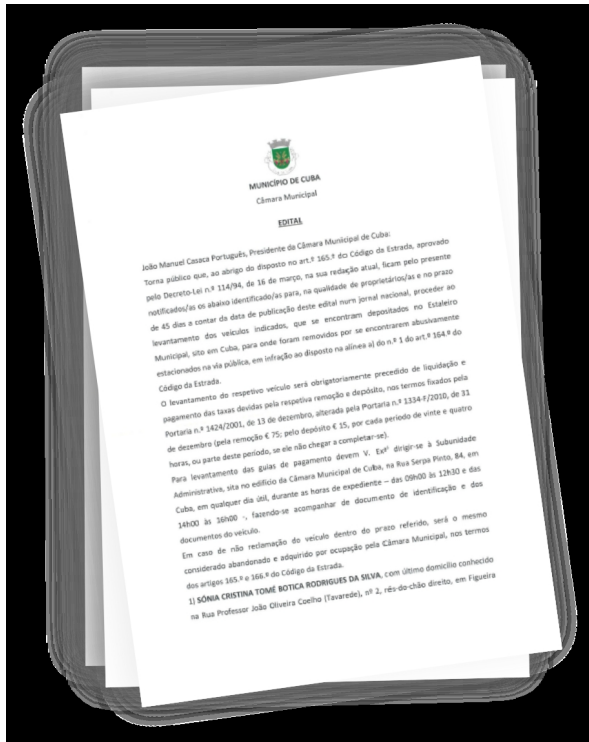 MUNICÍPIO DE CUBA
Câmara Municipal
EDITAL
João Manuel Casaca Português, Presidente da Câmara Municipal de Cuba:
Torna público que, ao abrigo do disposto no art.º 165.º do Código da Estrada, aprovado
pelo Decreto-Lei n.º 114/94, de 16 de março, na sua redação atual, ficam pelo presente
notificados/as os abaixo identificado/as para, na qualidade de proprietários/as e no prazo
de 45 dias a contar da data de publicação deste edital num jornal nacional, proceder ao
levantamento dos veículos indicados, que se encontram depositados no Estaleiro
Municipal, sito em Cuba, para onde foram removidos por se encontrarem abusivamente
estacionados na via pública, em infração ao disposto na alínea a) do n.º 1 do art.º 164.º do
Código da Estrada.
O levantamento do respetivo veículo será obrigatoriamente precedido de liquidação e
pagamento das taxas devidas pela respetiva remoção e depósito, nos termos fixados pela
Portaria n.º 1424/2001, de 13 de dezembro, alterada pela Portaria n.º 1334-F/2010, de 31
de dezembro (pela remoção € 75; pelo depósito € 15, por cada período de vinte e quatro
horas, ou parte deste período, se ele não chegar a completar-se).
Para levantamento das guias de pagamento devem V. Exªˢ dirigir-se à Subunidade
Administrativa, sita no edifício da Câmara Municipal de Cuba, na Rua Serpa Pinto, 84, em
Cuba, em qualquer dia útil, durante as horas de expediente – das 09h00 às 12h30 e das
14h00 às 16h00 -, fazendo-se acompanhar de documento de identificação e dos
documentos do veículo.
Em caso de não reclamação do veículo dentro do prazo referido, será o mesmo
considerado abandonado e adquirido por ocupação pela Câmara Municipal, nos termos
dos artigos 165.º e 166.º do Código da Estrada.
1) SÓNIA CRISTINA TOMÉ BOTICA RODRIGUES DA SILVA, com último domicílio conhecido
na Rua Professor João Oliveira Coelho (Tavarede), nº 2, rés-do-chão direito, em Figueira